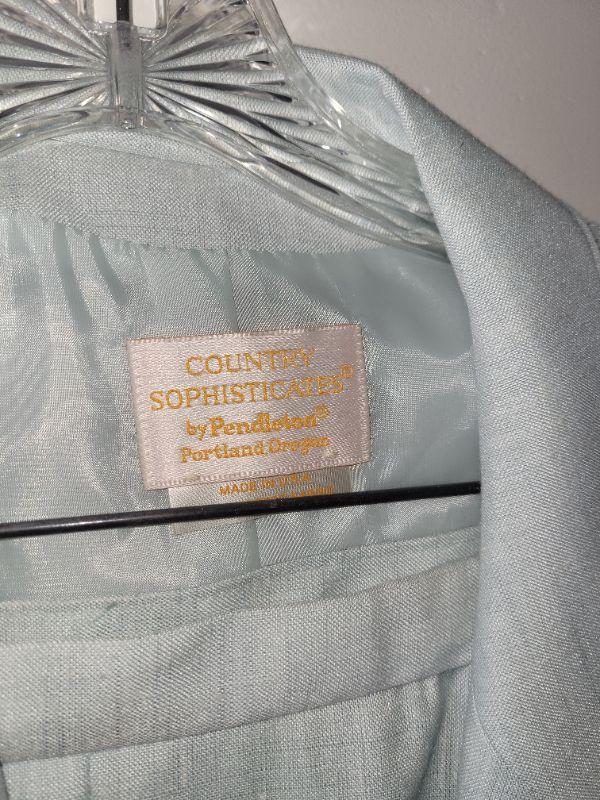 COUNTRY
SOPHISTICATES®
by Pendleton®
Portland Oregon
MADE IN U.S.A.